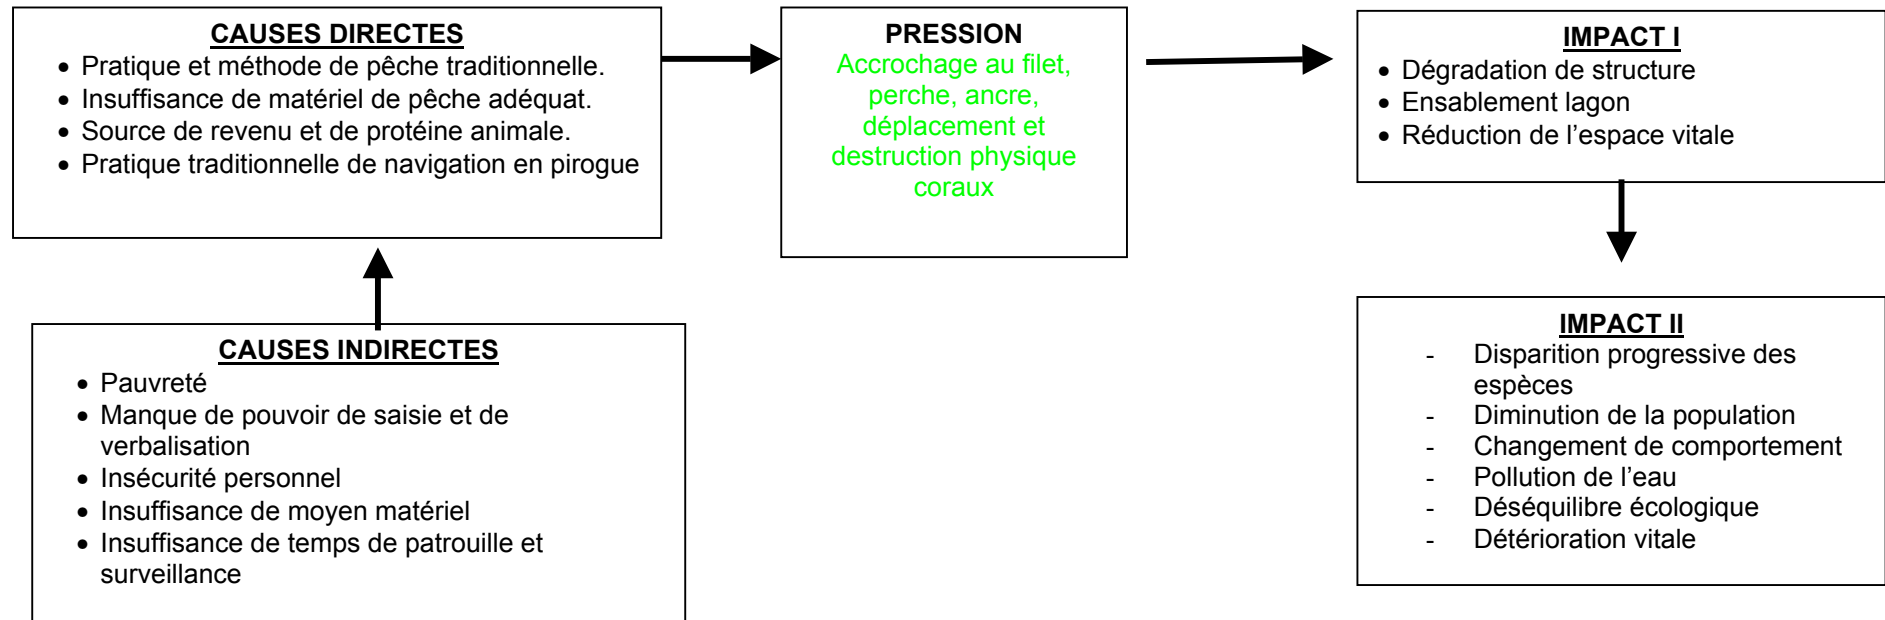 CAUSES DIRECTES
• Pratique et méthode de pêche traditionnelle.
• Insuffisance de matériel de pêche adéquat.
• Source de revenu et de protéine animale.
• Pratique traditionnelle de navigation en pirogue
PRESSION
Accrochage au filet,
perche, ancre,
déplacement et
destruction physique
coraux
IMPACT I
• Dégradation de structure
• Ensablement lagon
• Réduction de l’espace vitale
CAUSES INDIRECTES
• Pauvreté
• Manque de pouvoir de saisie et de
verbalisation
• Insécurité personnel
• Insuffisance de moyen matériel
• Insuffisance de temps de patrouille et
surveillance
IMPACT II
- Disparition progressive des
espèces
- Diminution de la population
- Changement de comportement
- Pollution de l’eau
- Déséquilibre écologique
- Détérioration vitale